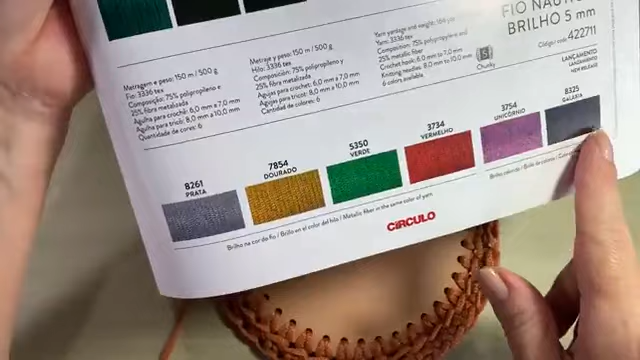 FIO NÁUTICO
BRILHO 5 mm
Código: 422711
LANÇAMENTO
LANZAMIENTO
NEW RELEASE
Metragem e peso: 150 m / 500 g
Fio: 3336 tex
Composição: 75% polipropileno e
25% fibra metalizada
Agulha para crochê: 6,0 mm a 7,0 mm
Agulha para tricô: 8,0 mm a 10,0 mm
Quantidade de cores: 6
Metraje y peso: 150 m / 500 g
Hilo: 3336 tex
Composición: 75% polipropileno y
25% fibra metalizada
Agujas para crochet: 6,0 mm a 7,0 mm
Agujas para tricot: 8,0 mm a 10,0 mm
Cantidad de colores: 6
Yarn yardage and weight: 164 yds
Yarn: 3336 tex
Composition: 75% polypropylene and
25% metallic fiber
Crochet hook: 6.0 mm to 7.0 mm
Knitting needles: 8.0 mm to 10.0 mm
6 colors available
5
Chunky
8261
PRATA
7854
DOURADO
5350
VERDE
3734
VERMELHO
3754
UNICÓRNIO
8325
GALÁXIA
Brilho na cor do fio / Brillo en el color del hilo / Metallic fiber in the same color of yarn.
Brilho colorido / Brillo de colores /
CÍRCULO